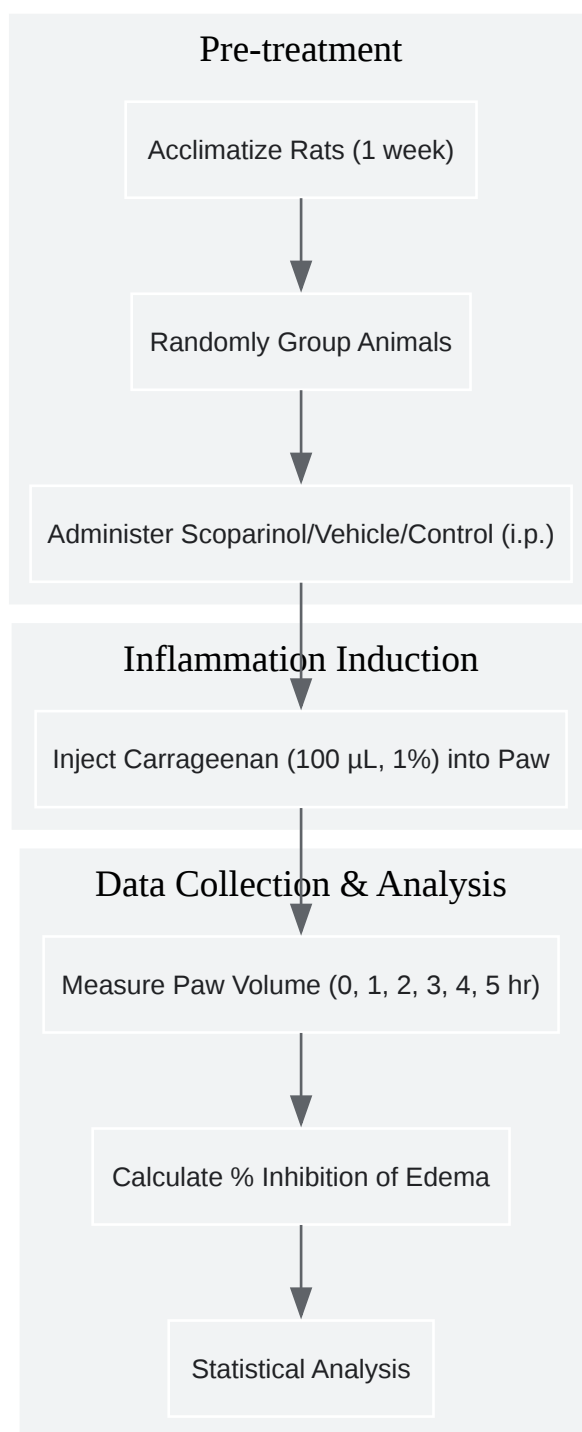 Pre-treatment
Acclimatize Rats (1 week)
Randomly Group Animals
Administer Scoparinol/Vehicle/Control (i.p.)
Inflammation Induction
Inject Carrageenan (100 µL, 1%) into Paw
Data Collection & Analysis
Measure Paw Volume (0, 1, 2, 3, 4, 5 hr)
Calculate % Inhibition of Edema
Statistical Analysis